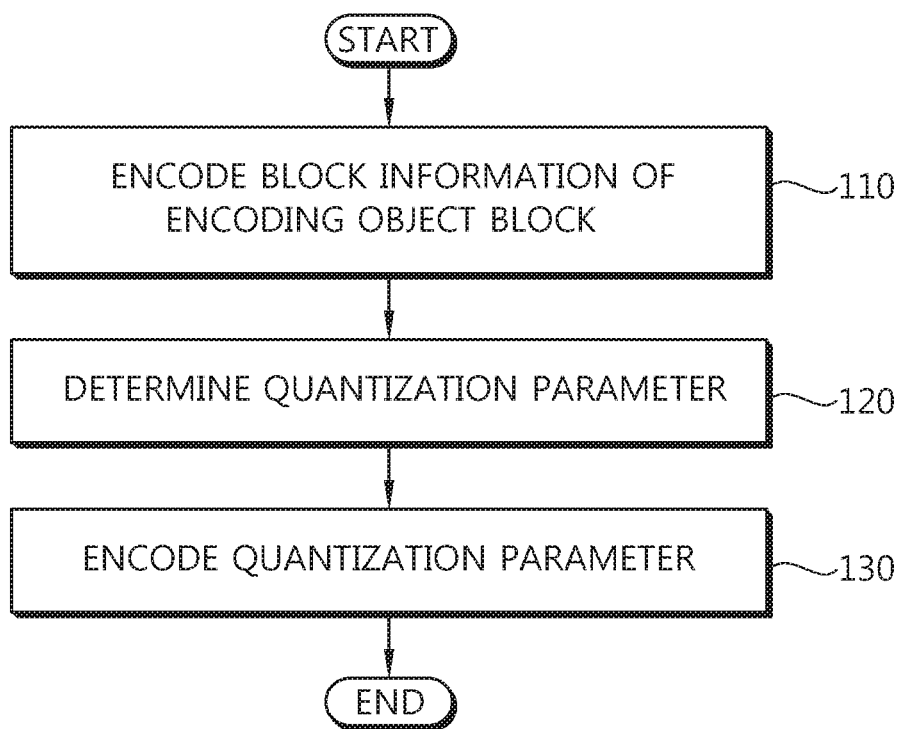 START
ENCODE BLOCK INFORMATION OF
ENCODING OBJECT BLOCK
110
DETERMINE QUANTIZATION PARAMETER
120
ENCODE QUANTIZATION PARAMETER
130
END